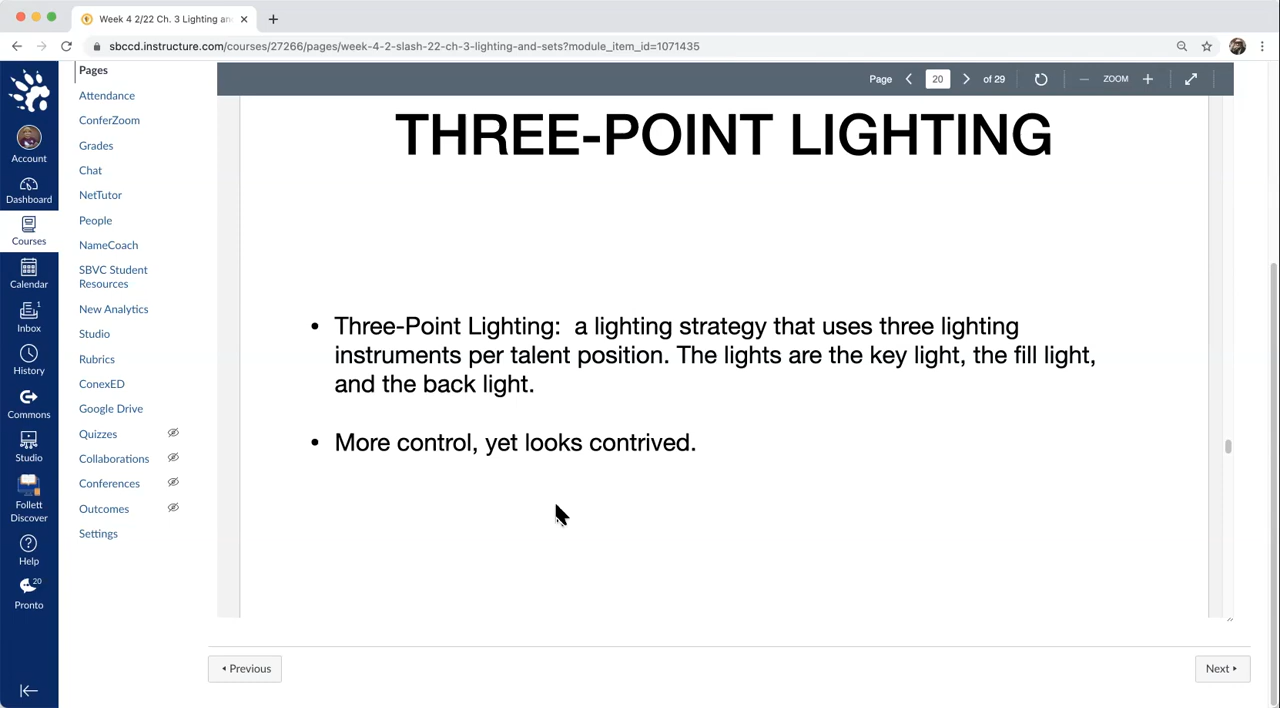 Week 4 2/22 Ch. 3 Lighting an
sbccd.instructure.com/courses/27266/pages/week-4-2-slash-22-ch-3-lighting-and-sets?module_item_id=1071435
Account
Dashboard
Courses
Calendar
1
Inbox
History
Commons
Studio
Follett
Discover
Help
20
Pronto
Pages
Attendance
ConferZoom
Grades
Chat
NetTutor
People
NameCoach
SBVC Student
Resources
New Analytics
Studio
Rubrics
ConexED
Google Drive
Quizzes
Collaborations
Conferences
Outcomes
Settings
Page 20 of 29 ZOOM
THREE-POINT LIGHTING
• Three-Point Lighting: a lighting strategy that uses three lighting
instruments per talent position. The lights are the key light, the fill light,
and the back light.
• More control, yet looks contrived.
Previous
Next